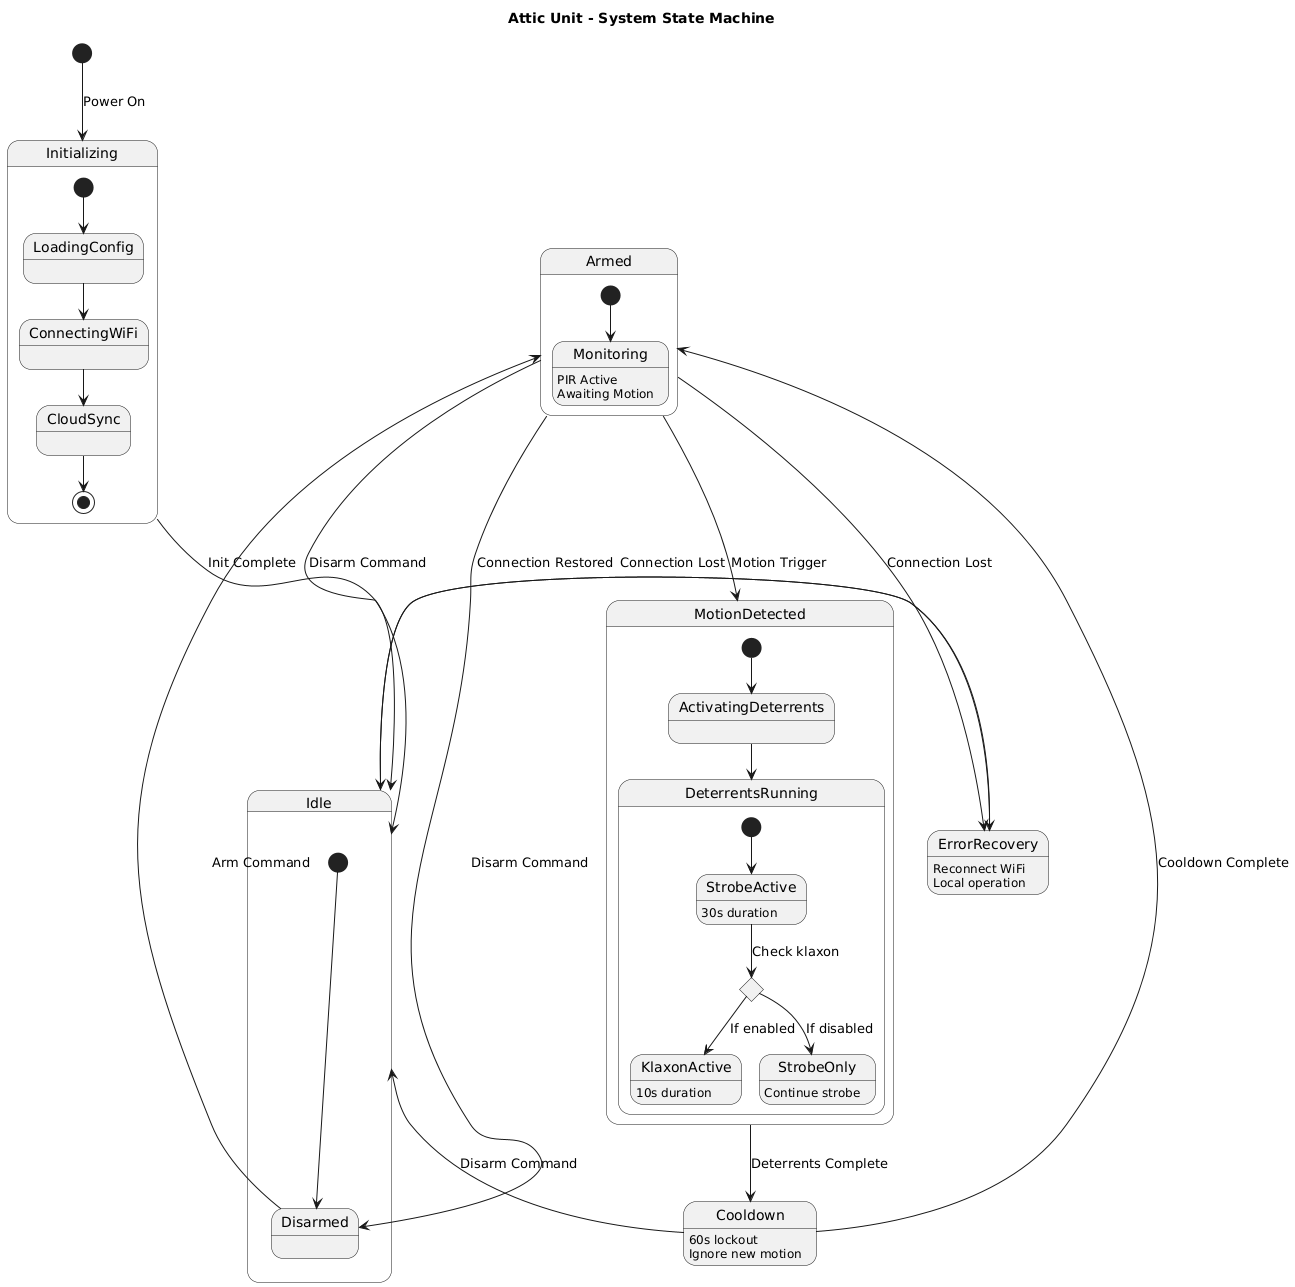 Attic Unit - System State Machine
Power On
Initializing
LoadingConfig
ConnectingWiFi
CloudSync
Armed
Monitoring
PIR Active
Awaiting Motion
Init Complete
Disarm Command
Connection Restored
Connection Lost
Motion Trigger
Connection Lost
MotionDetected
ActivatingDeterrents
DeterrentsRunning
StrobeActive
30s duration
Check klaxon
If enabled
If disabled
KlaxonActive
10s duration
StrobeOnly
Continue strobe
Idle
Arm Command
Disarm Command
ErrorRecovery
Reconnect WiFi
Local operation
Cooldown Complete
Disarm Command
Deterrents Complete
Disarmed
Cooldown
60s lockout
Ignore new motion